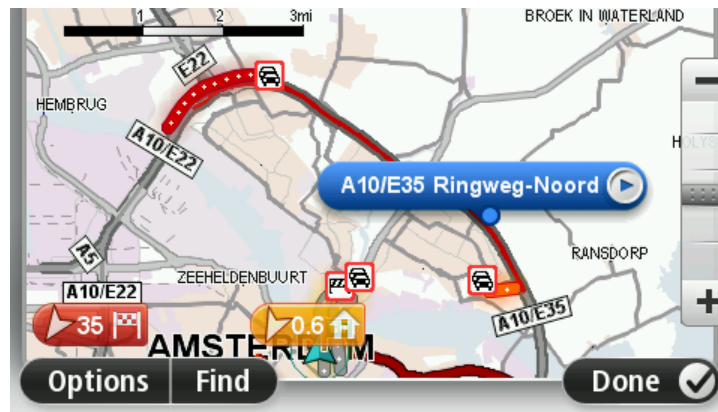 1 2 3mi
BROEK IN WATERLAND
E22
HEMBRUG
A10/E22
A10/E35 Ringweg-Noord
A5
RANSDORP
ZEEHELDENBUURT
A10/E22
A10/E35
35
0.6
+
Options
Find
Done